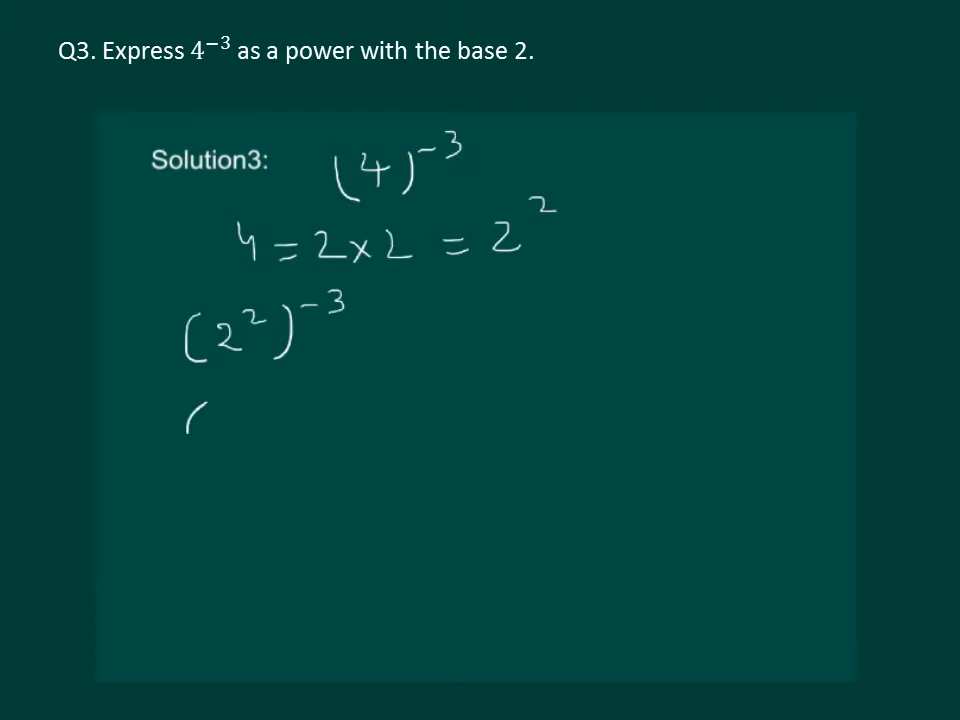 Q3. Express 4⁻³ as a power with the base 2.
Solution3: (4)⁻³
4 = 2 × 2 = 2²
(2²)⁻³
(